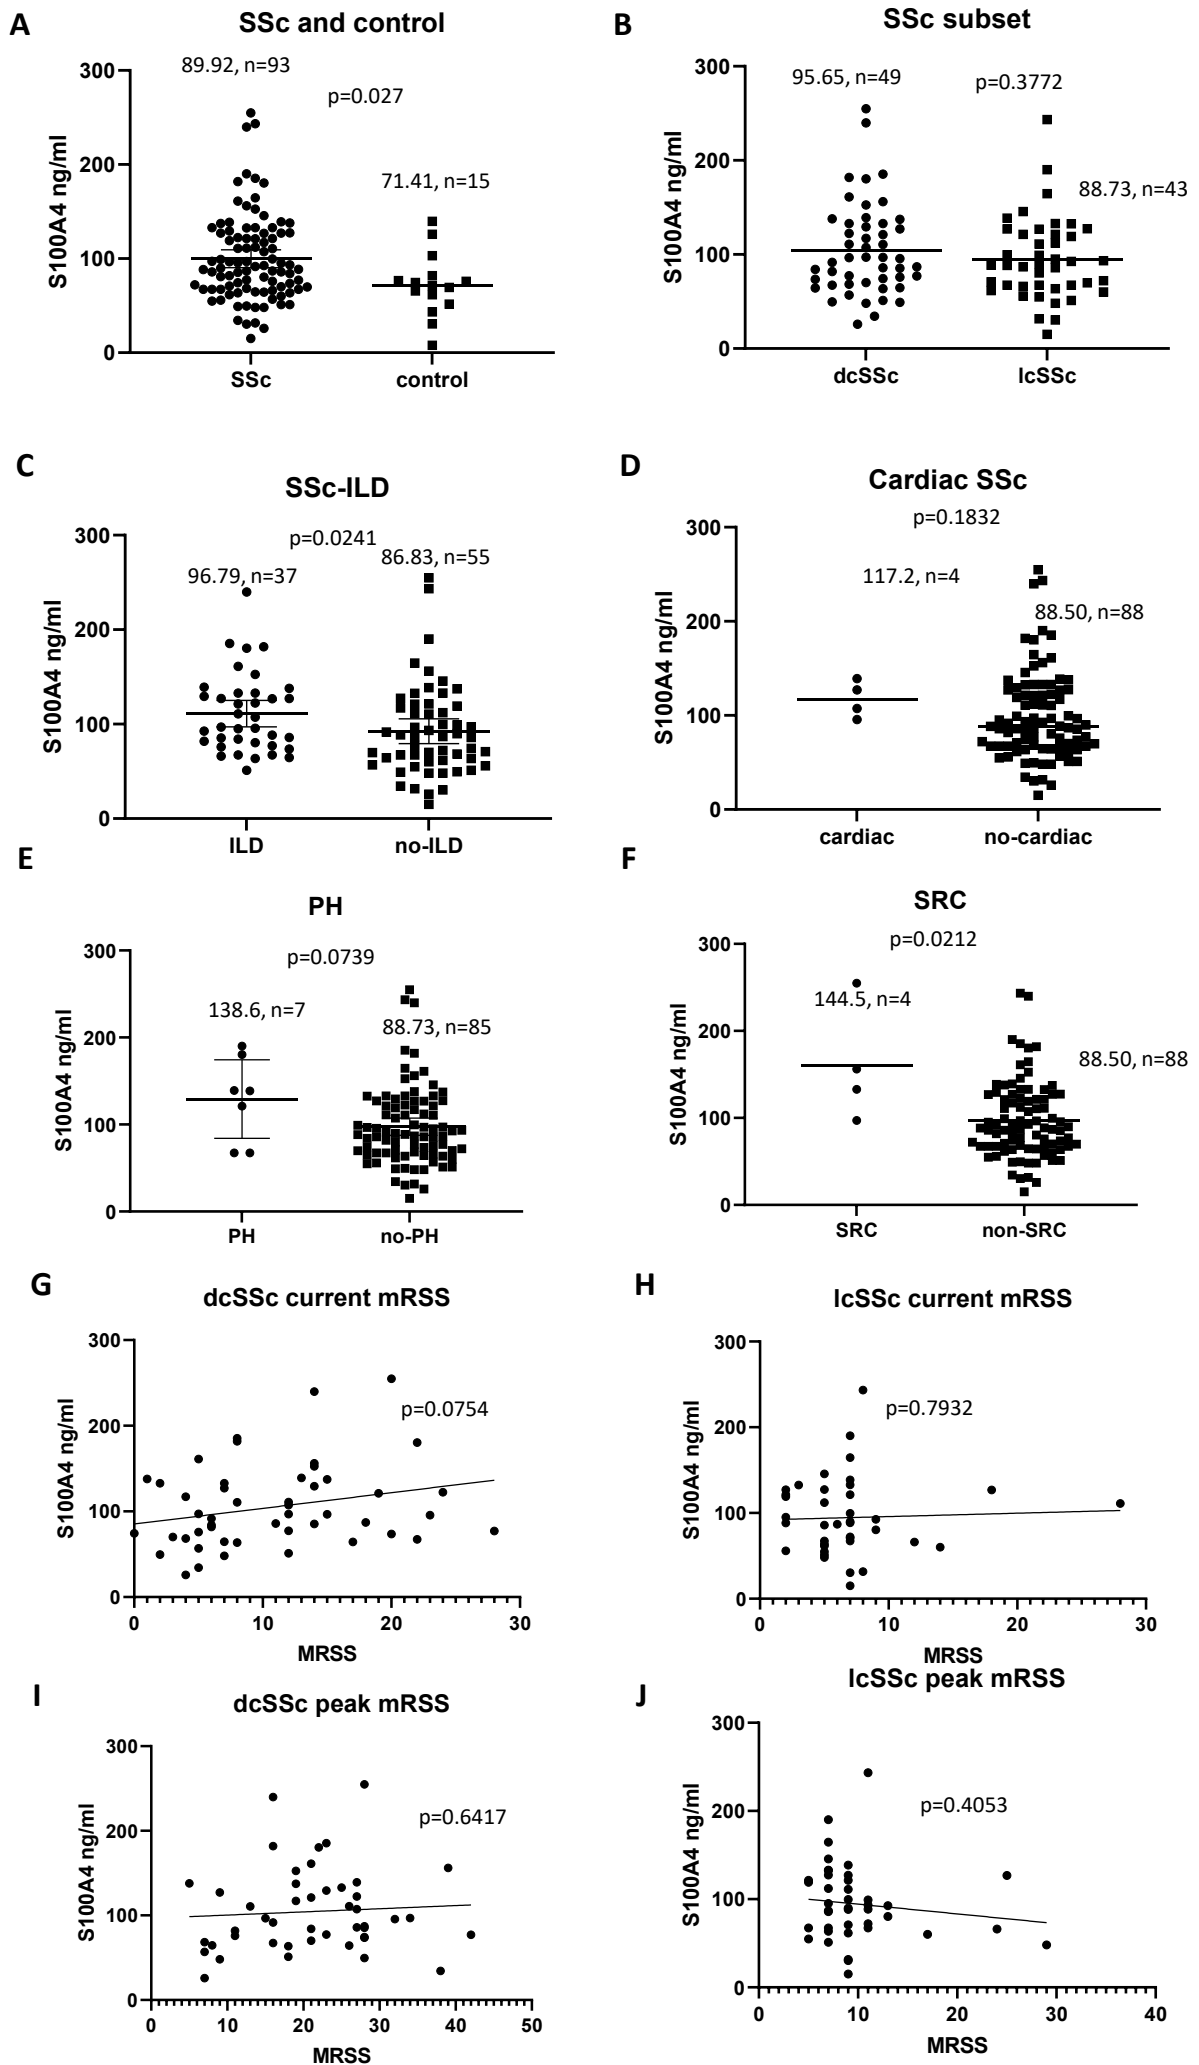 A
SSc and control
89.92, n=93
p=0.027
71.41, n=15
S100A4 ng/ml
300
200
100
0
SSc
control
B
SSc subset
95.65, n=49
p=0.3772
88.73, n=43
S100A4 ng/ml
300
200
100
0
dcSSc
lcSSc
C
SSc-ILD
p=0.0241
96.79, n=37
86.83, n=55
S100A4 ng/ml
300
200
100
0
ILD
no-ILD
D
Cardiac SSc
p=0.1832
117.2, n=4
88.50, n=88
S100A4 ng/ml
300
200
100
0
cardiac
no-cardiac
E
PH
p=0.0739
138.6, n=7
88.73, n=85
S100A4 ng/ml
300
200
100
0
PH
no-PH
F
SRC
p=0.0212
144.5, n=4
88.50, n=88
S100A4 ng/ml
300
200
100
0
SRC
non-SRC
G
dcSSc current mRSS
p=0.0754
S100A4 ng/ml
300
200
100
0
0 10 20 30
MRSS
H
lcSSc current mRSS
p=0.7932
S100A4 ng/ml
300
200
100
0
0 10 20 30
MRSS
I
dcSSc peak mRSS
p=0.6417
S100A4 ng/ml
300
200
100
0
0 10 20 30 40 50
MRSS
J
lcSSc peak mRSS
p=0.4053
S100A4 ng/ml
300
200
100
0
0 10 20 30 40
MRSS